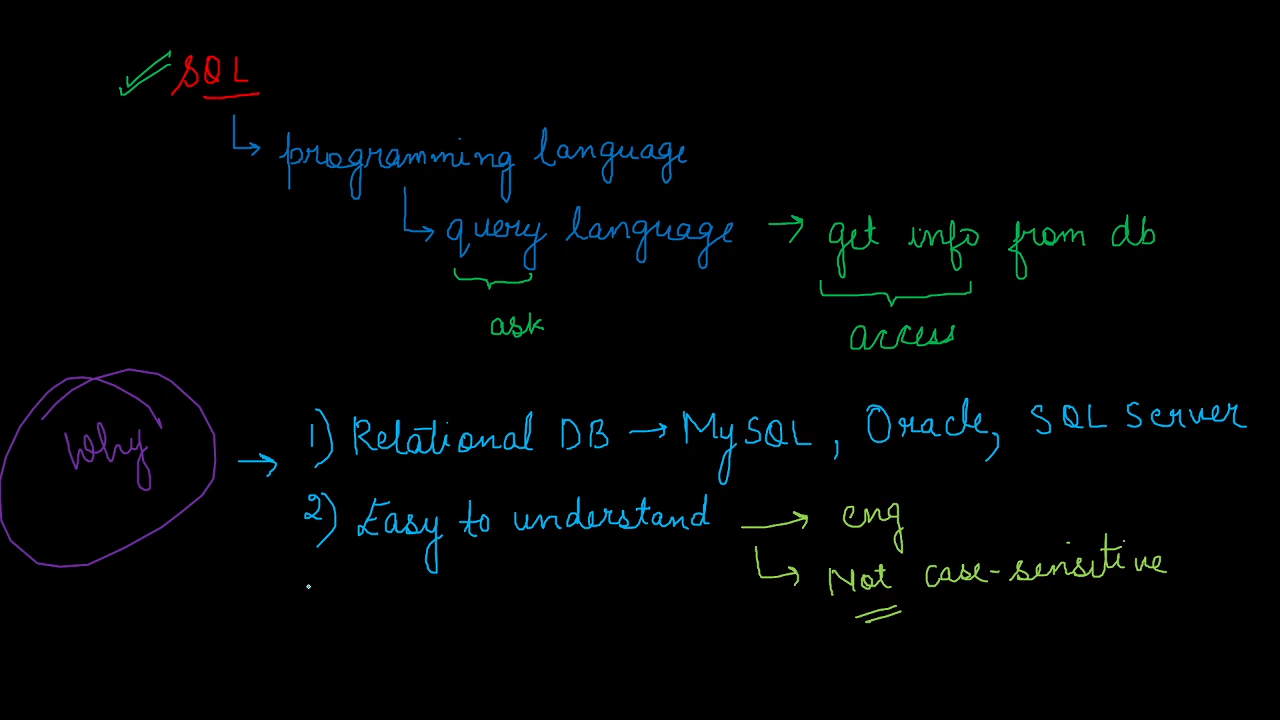 SQL
programming language
query language → get info from db
ask
access
Why → 1) Relational DB → MySQL, Oracle, SQL Server
2) Easy to understand → eng
Not case-sensitive